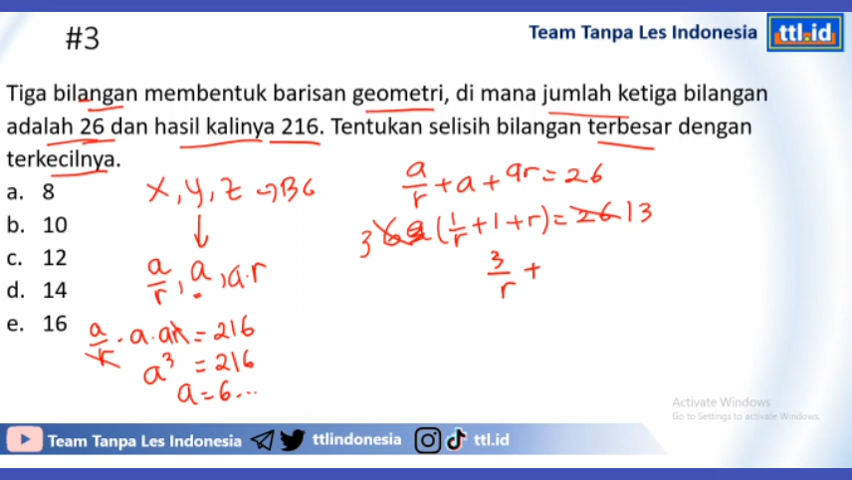 #3
Team Tanpa Les Indonesia
ttl.id
Tiga bilangan membentuk barisan geometri, di mana jumlah ketiga bilangan
adalah 26 dan hasil kalinya 216. Tentukan selisih bilangan terbesar dengan
terkecilnya.
a. 8
b. 10
c. 12
d. 14
e. 16
x, y, z → BG
a/r, a, a·r
a/r · a · ar = 216
a³ = 216
a = 6...
a/r + a + ar = 26
3 6 a (1/r + 1 + r) = 26 13
3/r +
Activate Windows
Go to Settings to activate Windows.
Team Tanpa Les Indonesia ttlindonesia ttl.id